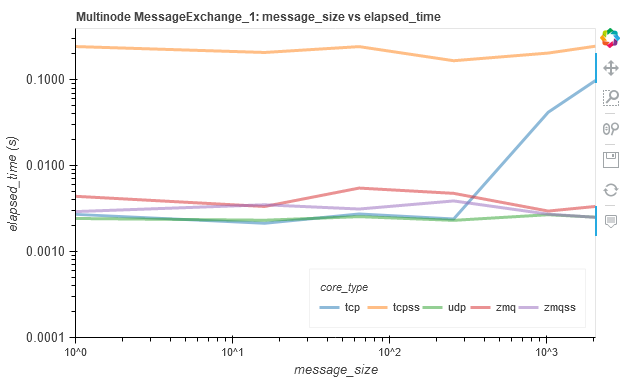 Multinode MessageExchange_1: message_size vs elapsed_time
elapsed_time (s)
0.1000
0.0100
0.0010
0.0001
core_type
tcp tcpss udp zmq zmqss
10^0 10^1 10^2 10^3
message_size